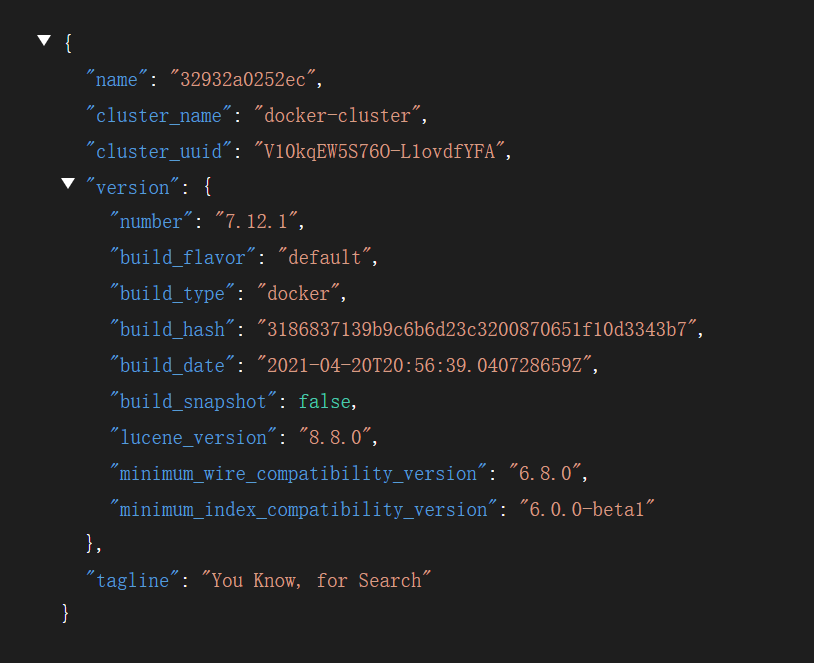 {
"name": "32932a0252ec",
"cluster_name": "docker-cluster",
"cluster_uuid": "V10kqEW5S76O-L1ovdfYFA",
"version": {
"number": "7.12.1",
"build_flavor": "default",
"build_type": "docker",
"build_hash": "3186837139b9c6b6d23c3200870651f10d3343b7",
"build_date": "2021-04-20T20:56:39.040728659Z",
"build_snapshot": false,
"lucene_version": "8.8.0",
"minimum_wire_compatibility_version": "6.8.0",
"minimum_index_compatibility_version": "6.0.0-beta1"
},
"tagline": "You Know, for Search"
}